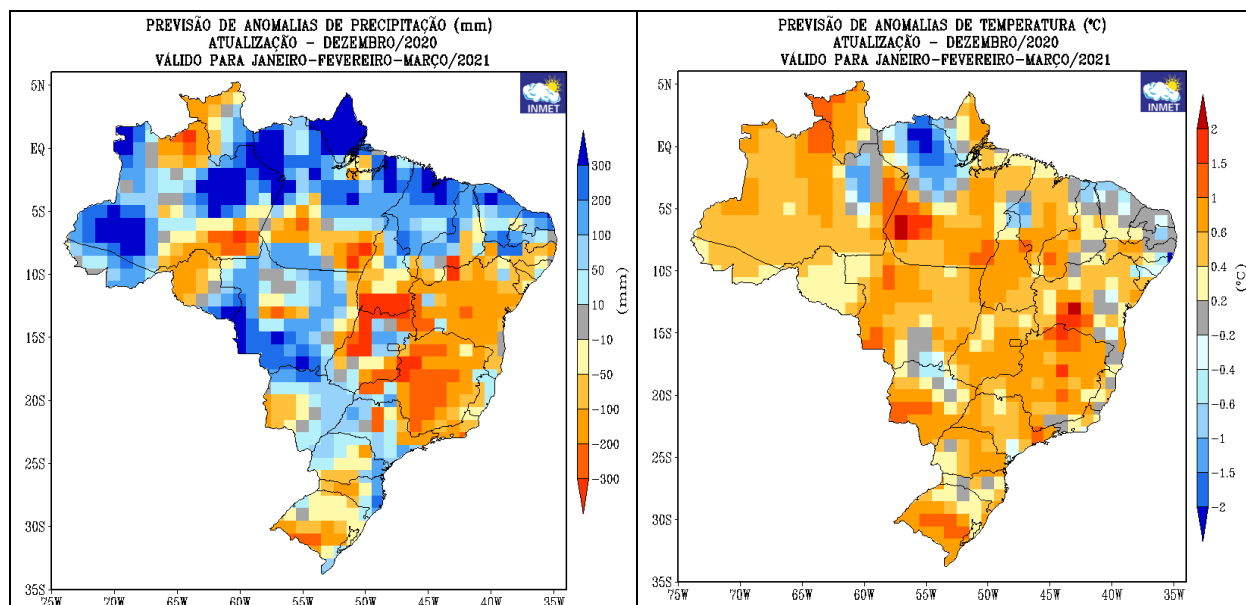 PREVISÃO DE ANOMALIAS DE PRECIPITAÇÃO (mm)
ATUALIZAÇÃO - DEZEMBRO/2020
VÁLIDO PARA JANEIRO-FEVEREIRO-MARÇO/2021
INMET
5N
EQ
5S
10S
15S
20S
25S
30S
35S
75W 70W 65W 60W 55W 50W 45W 40W 35W
300
200
100
50
10
-10
-50
-100
-200
-300
(mm)
PREVISÃO DE ANOMALIAS DE TEMPERATURA (°C)
ATUALIZAÇÃO - DEZEMBRO/2020
VÁLIDO PARA JANEIRO-FEVEREIRO-MARÇO/2021
INMET
5N
EQ
5S
10S
15S
20S
25S
30S
35S
75W 70W 65W 60W 55W 50W 45W 40W 35W
2
1.5
1
0.6
0.4
0.2
-0.2
-0.4
-0.6
-1
-1.5
-2
(°C)